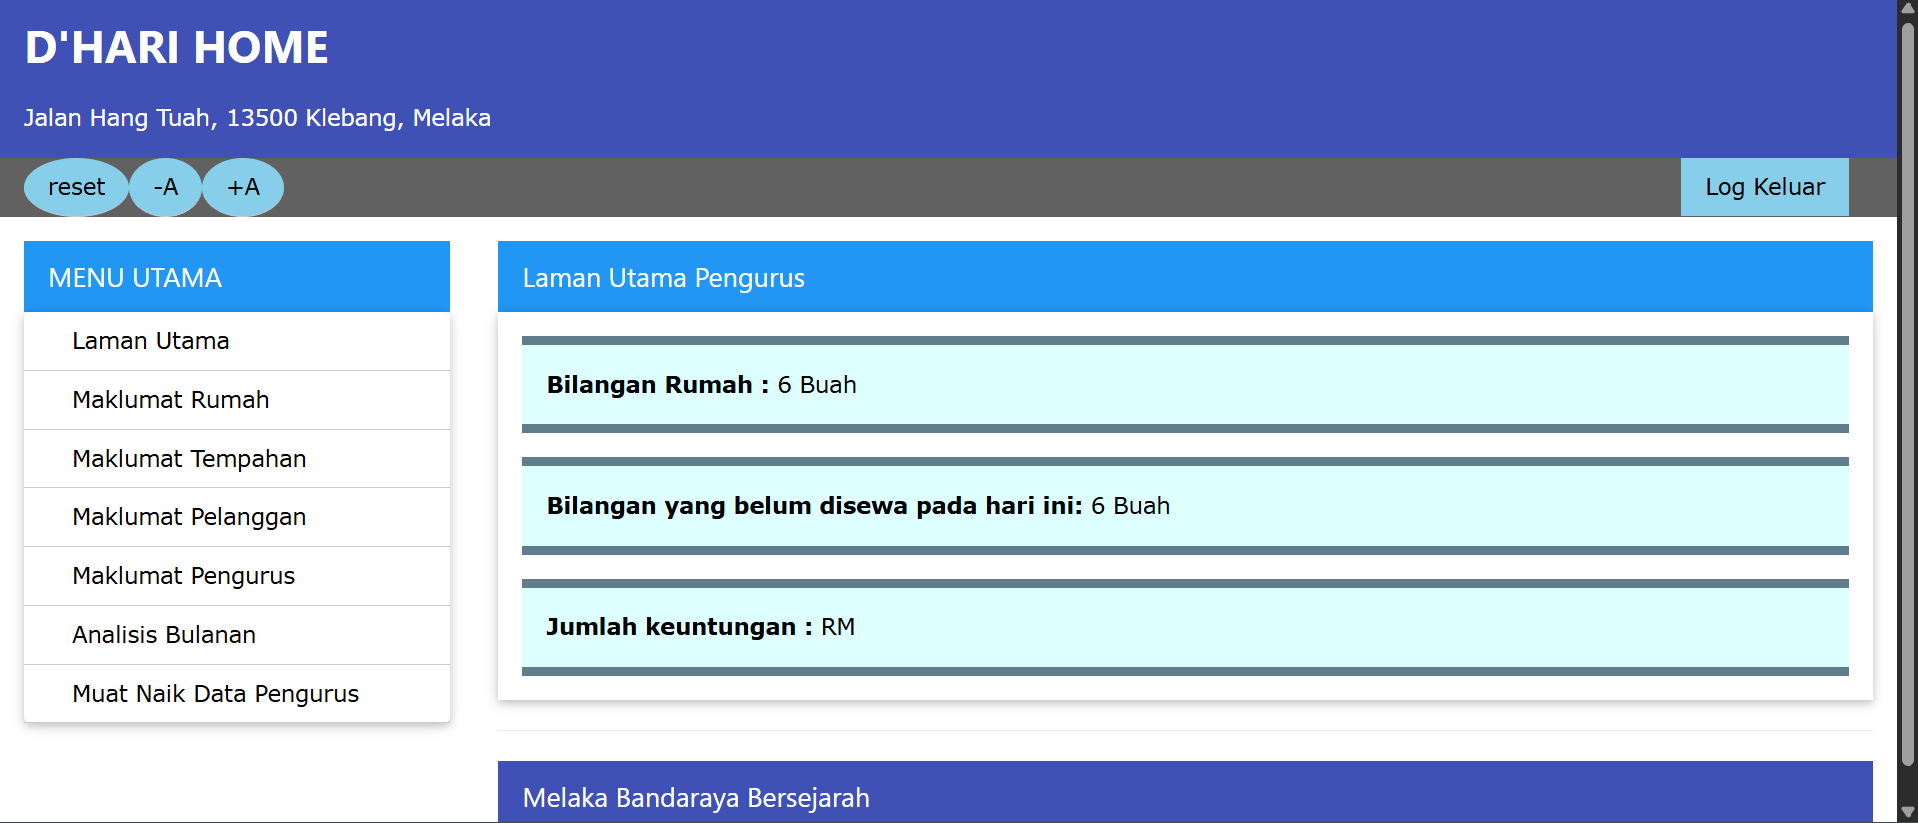 D'HARI HOME
Jalan Hang Tuah, 13500 Klebang, Melaka
reset -A +A Log Keluar
MENU UTAMA
Laman Utama
Maklumat Rumah
Maklumat Tempahan
Maklumat Pelanggan
Maklumat Pengurus
Analisis Bulanan
Muat Naik Data Pengurus
Laman Utama Pengurus
Bilangan Rumah : 6 Buah
Bilangan yang belum disewa pada hari ini: 6 Buah
Jumlah keuntungan : RM
Melaka Bandaraya Bersejarah